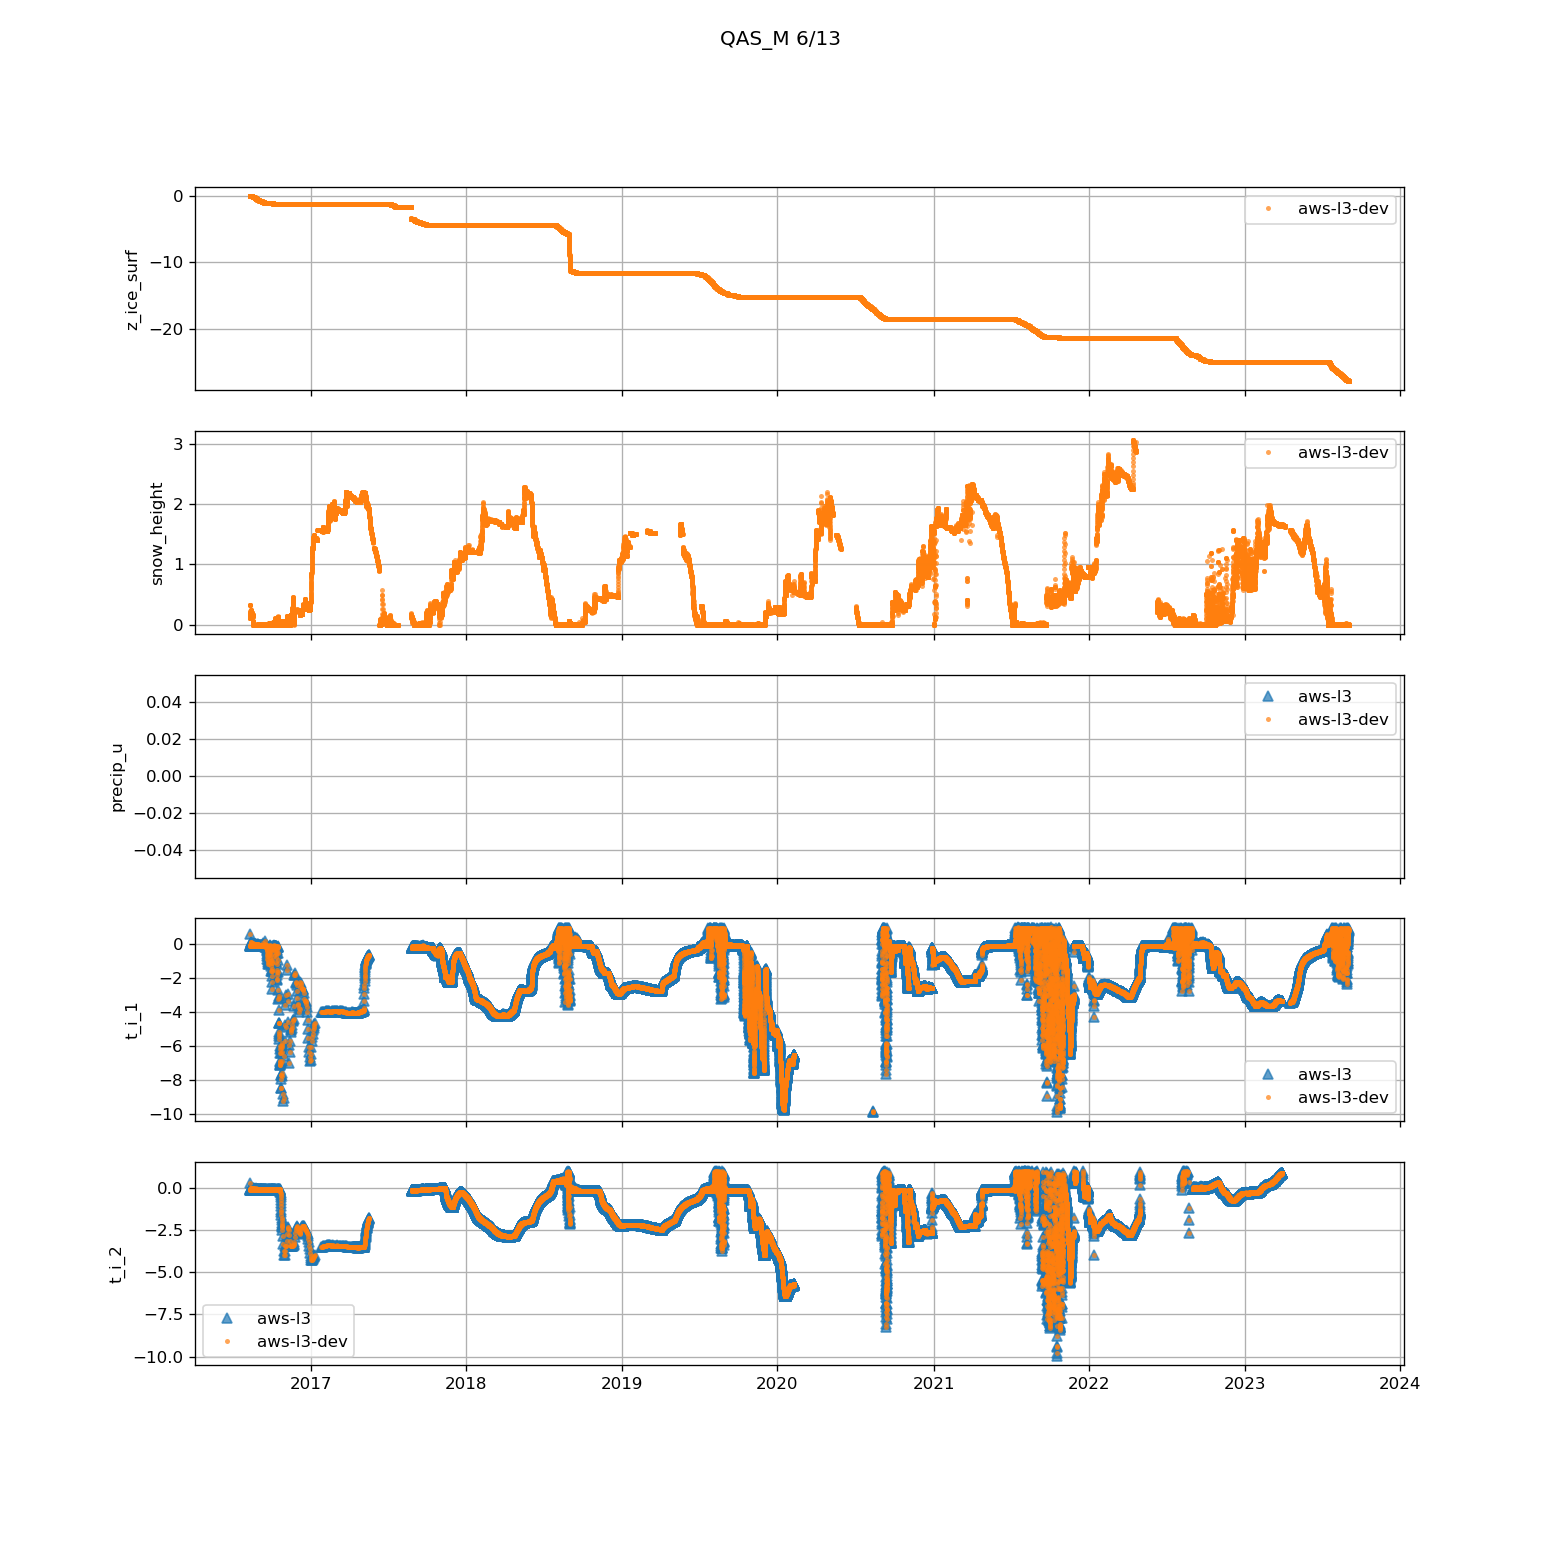 QAS_M 6/13
z_ice_surf
0
−10
−20
aws-l3-dev
snow_height
3
2
1
0
aws-l3-dev
precip_u
0.04
0.02
0.00
−0.02
−0.04
aws-l3
aws-l3-dev
t_i_1
0
−2
−4
−6
−8
−10
aws-l3
aws-l3-dev
t_i_2
0.0
−2.5
−5.0
−7.5
−10.0
aws-l3
aws-l3-dev
2017 2018 2019 2020 2021 2022 2023 2024